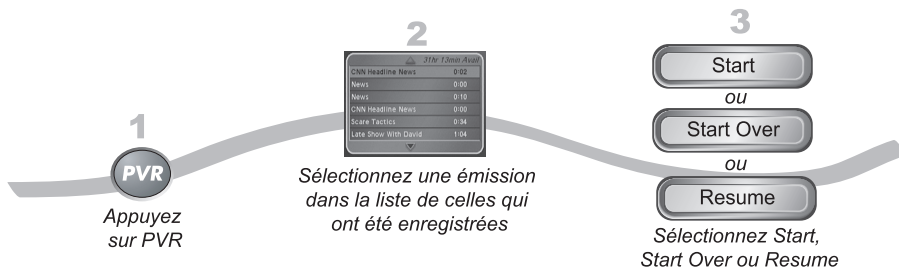 1
PVR
Appuyez
sur PVR
2
31hr 13min Avail
CNN Headline News 0:02
News 0:00
News 0:10
CNN Headline News 0:00
Scare Tactics 0:34
Late Show With David 1:04
Sélectionnez une émission
dans la liste de celles qui
ont été enregistrées
3
Start
ou
Start Over
ou
Resume
Sélectionnez Start,
Start Over ou Resume